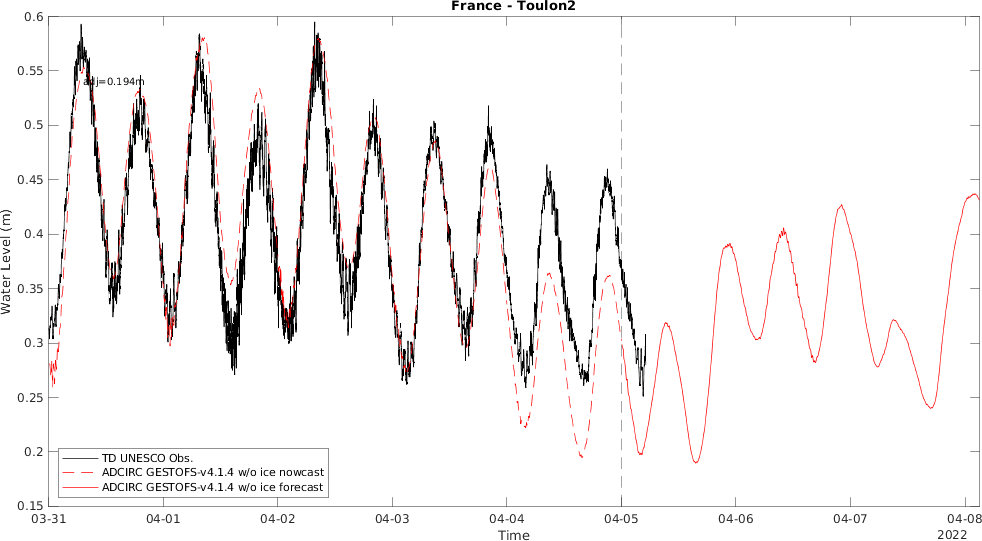 France - Toulon2
0.6
0.55
0.5
0.45
0.4
0.35
0.3
0.25
0.2
0.15
Water Level (m)
adj=0.194m
TD UNESCO Obs.
ADCIRC GESTOFS-v4.1.4 w/o ice nowcast
ADCIRC GESTOFS-v4.1.4 w/o ice forecast
03-31 04-01 04-02 04-03 04-04 04-05 04-06 04-07 04-08
Time
2022